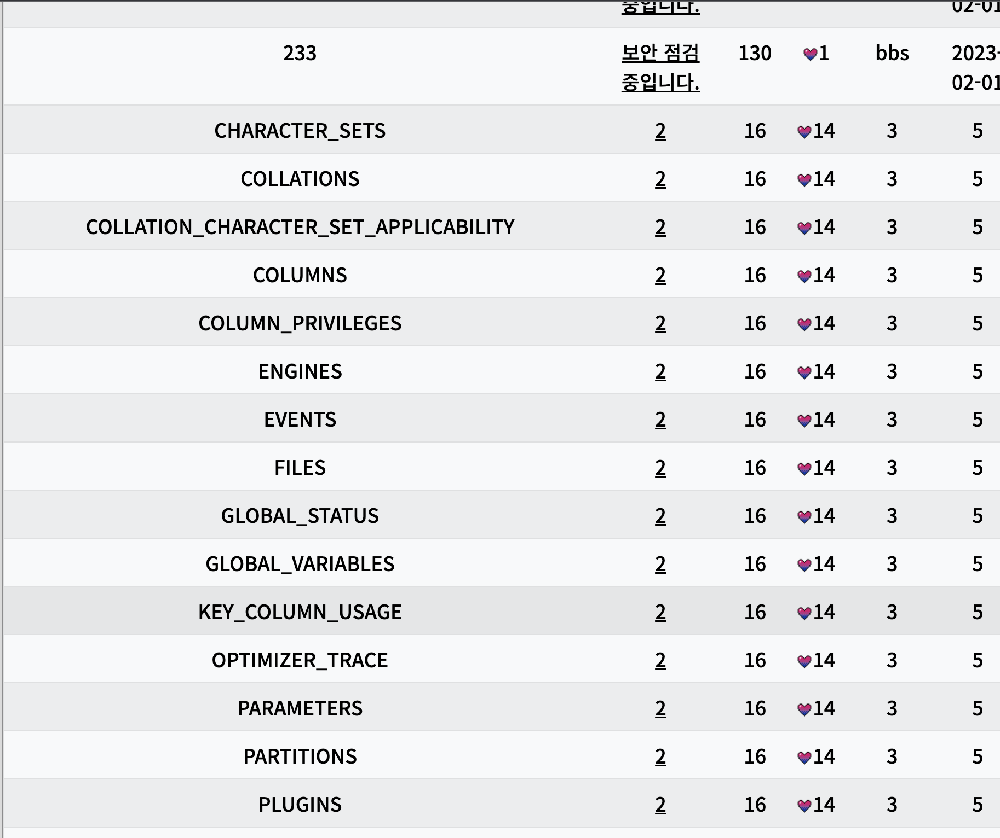 중입니다. 02-01
233 보안 점검 130 1 bbs 2023-
중입니다. 02-01
CHARACTER_SETS 2 16 14 3 5
COLLATIONS 2 16 14 3 5
COLLATION_CHARACTER_SET_APPLICABILITY 2 16 14 3 5
COLUMNS 2 16 14 3 5
COLUMN_PRIVILEGES 2 16 14 3 5
ENGINES 2 16 14 3 5
EVENTS 2 16 14 3 5
FILES 2 16 14 3 5
GLOBAL_STATUS 2 16 14 3 5
GLOBAL_VARIABLES 2 16 14 3 5
KEY_COLUMN_USAGE 2 16 14 3 5
OPTIMIZER_TRACE 2 16 14 3 5
PARAMETERS 2 16 14 3 5
PARTITIONS 2 16 14 3 5
PLUGINS 2 16 14 3 5